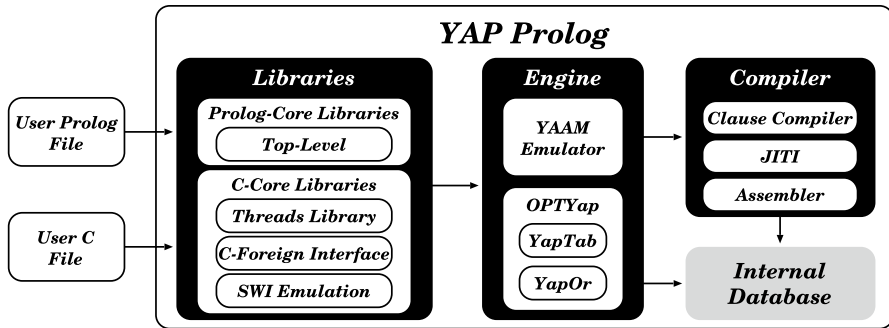 YAP Prolog
User Prolog
File
User C
File
Libraries
Prolog-Core Libraries
Top-Level
C-Core Libraries
Threads Library
C-Foreign Interface
SWI Emulation
Engine
YAAM
Emulator
OPTYap
YapTab
YapOr
Compiler
Clause Compiler
JITI
Assembler
Internal
Database